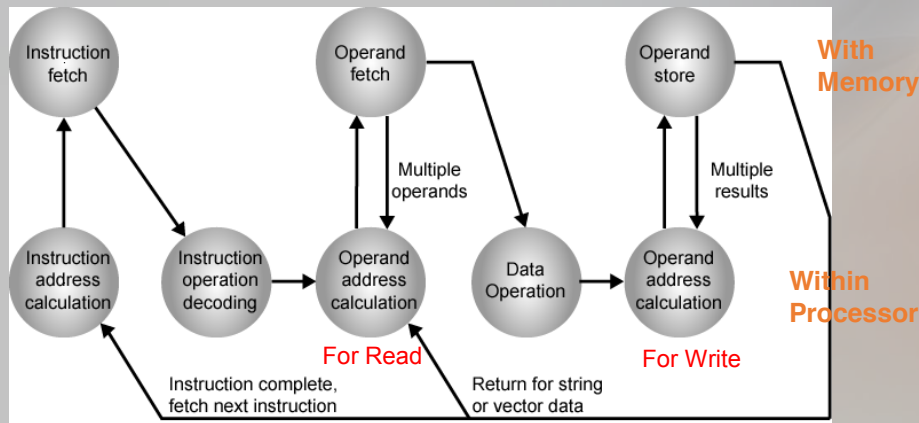 Instruction
fetch
Operand
fetch
Operand
store
With
Memory
Multiple
operands
Multiple
results
Instruction
address
calculation
Instruction
operation
decoding
Operand
address
calculation
Data
Operation
Operand
address
calculation
Within
Processor
For Read
For Write
Instruction complete,
fetch next instruction
Return for string
or vector data